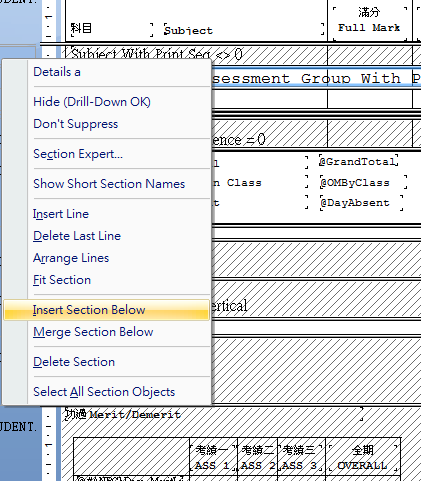 滿分
科目 Subject Full Mark
Subject With Print Seq <> 0
Details a
sessment Group With P
Hide (Drill-Down OK)
Don't Suppress
ence = 0
Section Expert...
l @GrandTotal
Show Short Section Names
n Class @OMByClass
t @DayAbsent
Insert Line
Delete Last Line
Arrange Lines
Fit Section
Insert Section Below
ertical
Merge Section Below
Delete Section
Select All Section Objects
UDENT.
功過 Merit/Demerit
考績一 考績二 考績三 全期
ASS 1 ASS 2 ASS 3 OVERALL
UDENT.